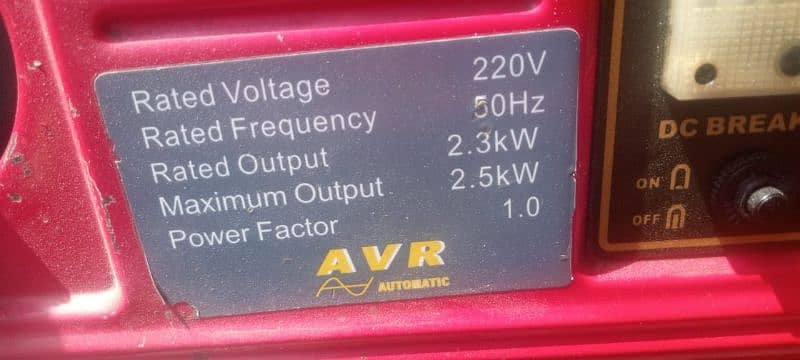 Rated Voltage 220V
Rated Frequency 50Hz
Rated Output 2.3kW
Maximum Output 2.5kW
Power Factor 1.0
AVR
AUTOMATIC
DC BREAK
ON
OFF